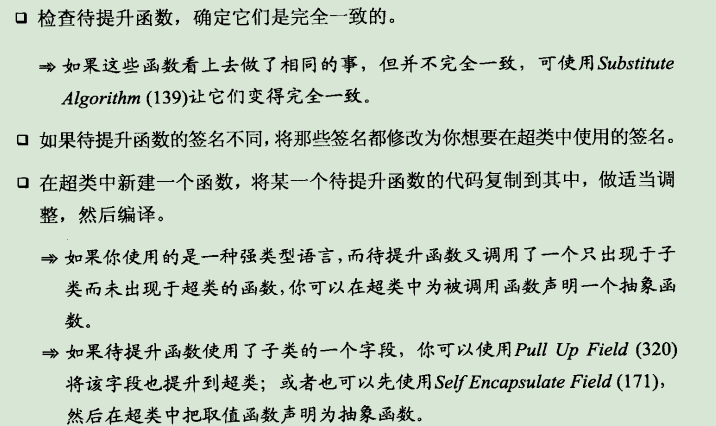 □ 检查待提升函数，确定它们是完全一致的。
⇒ 如果这些函数看上去做了相同的事，但并不完全一致，可使用Substitute
Algorithm (139)让它们变得完全一致。
□ 如果待提升函数的签名不同，将那些签名都修改为你想要在超类中使用的签名。
□ 在超类中新建一个函数，将某一个待提升函数的代码复制到其中，做适当调
整，然后编译。
⇒ 如果你使用的是一种强类型语言，而待提升函数又调用了一个只出现于子
类而未出现于超类的函数，你可以在超类中为被调用函数声明一个抽象函
数。
⇒ 如果待提升函数使用了子类的一个字段，你可以使用Pull Up Field (320)
将该字段也提升到超类；或者也可以先使用Self Encapsulate Field (171)，
然后在超类中把取值函数声明为抽象函数。